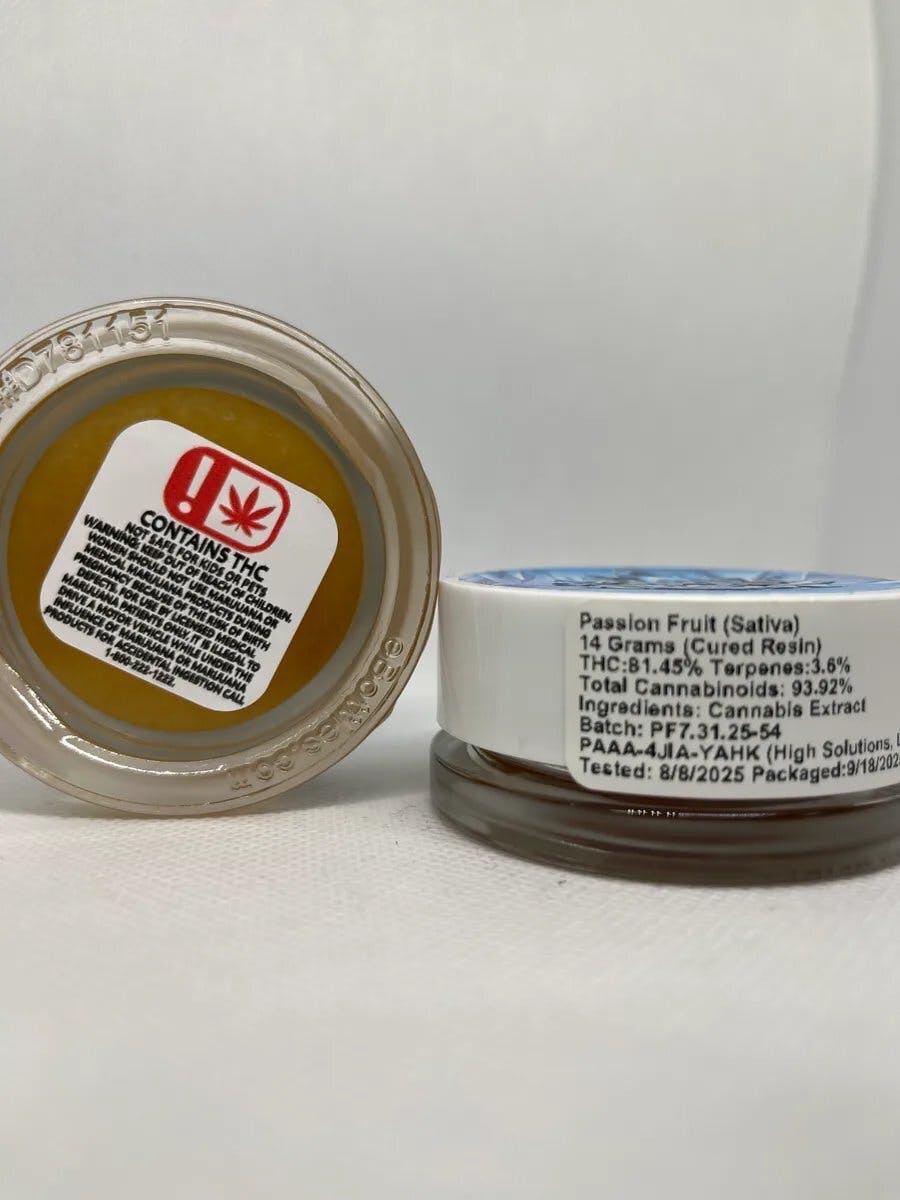 #D781151
CONTAINS THC
NOT SAFE FOR KIDS OR PETS.
WARNING: KEEP OUT OF REACH OF CHILDREN.
WOMEN SHOULD NOT USE MARIJUANA OR
MEDICAL MARIJUANA PRODUCTS DURING
PREGNANCY BECAUSE OF THE RISK OF BIRTH
DEFECTS. FOR USE BY LICENSED MEDICAL
MARIJUANA PATIENTS ONLY. IT IS ILLEGAL TO
DRIVE A MOTOR VEHICLE WHILE UNDER THE
INFLUENCE OF MARIJUANA OR MARIJUANA
PRODUCTS FOR ACCIDENTAL INGESTION CALL
1-800-222-1222.
Passion Fruit (Sativa)
14 Grams (Cured Resin)
THC:81.45% Terpenes:3.6%
Total Cannabinoids: 93.92%
Ingredients: Cannabis Extract
Batch: PF7.31.25-54
PAAA-4JIA-YAHK (High Solutions,
Tested: 8/8/2025 Packaged:9/18/202